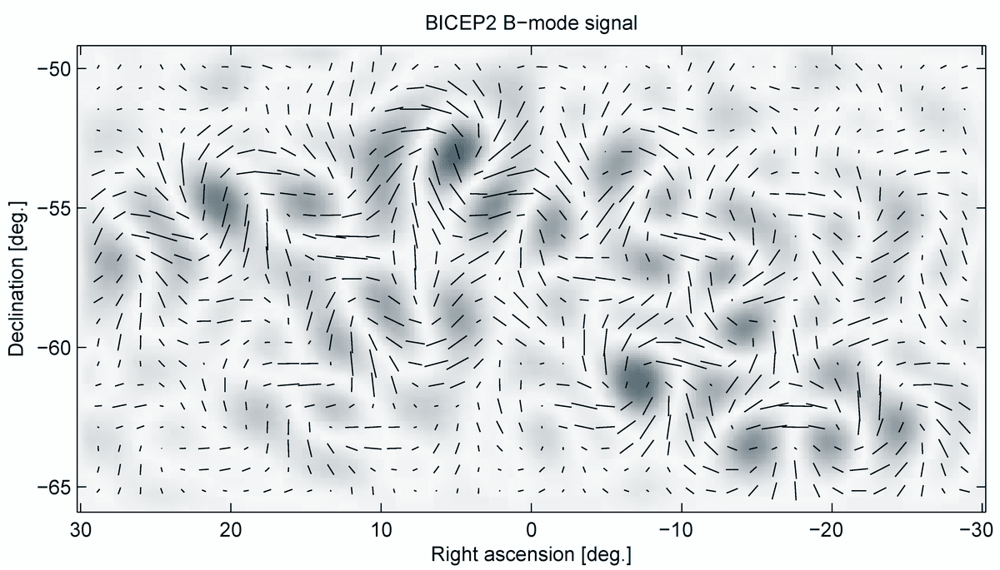 BICEP2 B−mode signal
−50
−55
−60
−65
Declination [deg.]
30 20 10 0 −10 −20 −30
Right ascension [deg.]